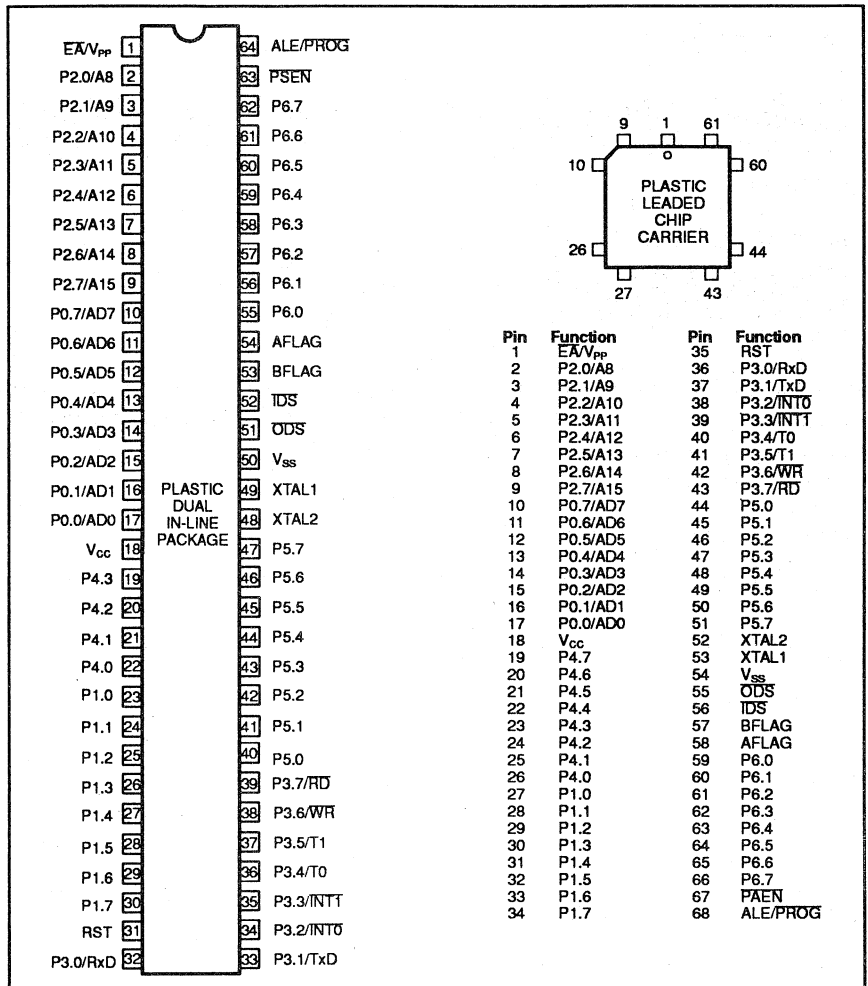 EA/VPP 1 64 ALE/PROG
P2.0/A8 2 63 PSEN
P2.1/A9 3 62 P6.7
P2.2/A10 4 61 P6.6
P2.3/A11 5 60 P6.5
P2.4/A12 6 59 P6.4
P2.5/A13 7 58 P6.3
P2.6/A14 8 57 P6.2
P2.7/A15 9 56 P6.1
P0.7/AD7 10 55 P6.0
P0.6/AD6 11 54 AFLAG
P0.5/AD5 12 53 BFLAG
P0.4/AD4 13 52 IDS
P0.3/AD3 14 51 ODS
P0.2/AD2 15 50 VSS
P0.1/AD1 16 49 XTAL1
P0.0/AD0 17 48 XTAL2
VCC 18 47 P5.7
P4.3 19 46 P5.6
P4.2 20 45 P5.5
P4.1 21 44 P5.4
P4.0 22 43 P5.3
P1.0 23 42 P5.2
P1.1 24 41 P5.1
P1.2 25 40 P5.0
P1.3 26 39 P3.7/RD
P1.4 27 38 P3.6/WR
P1.5 28 37 P3.5/T1
P1.6 29 36 P3.4/T0
P1.7 30 35 P3.3/INT1
RST 31 34 P3.2/INT0
P3.0/RxD 32 33 P3.1/TxD
PLASTIC
DUAL
IN-LINE
PACKAGE
9 1 61
10 60
PLASTIC
LEADED
CHIP
CARRIER
26 44
27 43
Pin Function Pin Function
1 EA/VPP 35 RST
2 P2.0/A8 36 P3.0/RxD
3 P2.1/A9 37 P3.1/TxD
4 P2.2/A10 38 P3.2/INT0
5 P2.3/A11 39 P3.3/INT1
6 P2.4/A12 40 P3.4/T0
7 P2.5/A13 41 P3.5/T1
8 P2.6/A14 42 P3.6/WR
9 P2.7/A15 43 P3.7/RD
10 P0.7/AD7 44 P5.0
11 P0.6/AD6 45 P5.1
12 P0.5/AD5 46 P5.2
13 P0.4/AD4 47 P5.3
14 P0.3/AD3 48 P5.4
15 P0.2/AD2 49 P5.5
16 P0.1/AD1 50 P5.6
17 P0.0/AD0 51 P5.7
18 VCC 52 XTAL2
19 P4.7 53 XTAL1
20 P4.6 54 VSS
21 P4.5 55 ODS
22 P4.4 56 IDS
23 P4.3 57 BFLAG
24 P4.2 58 AFLAG
25 P4.1 59 P6.0
26 P4.0 60 P6.1
27 P1.0 61 P6.2
28 P1.1 62 P6.3
29 P1.2 63 P6.4
30 P1.3 64 P6.5
31 P1.4 65 P6.6
32 P1.5 66 P6.7
33 P1.6 67 PAEN
34 P1.7 68 ALE/PROG